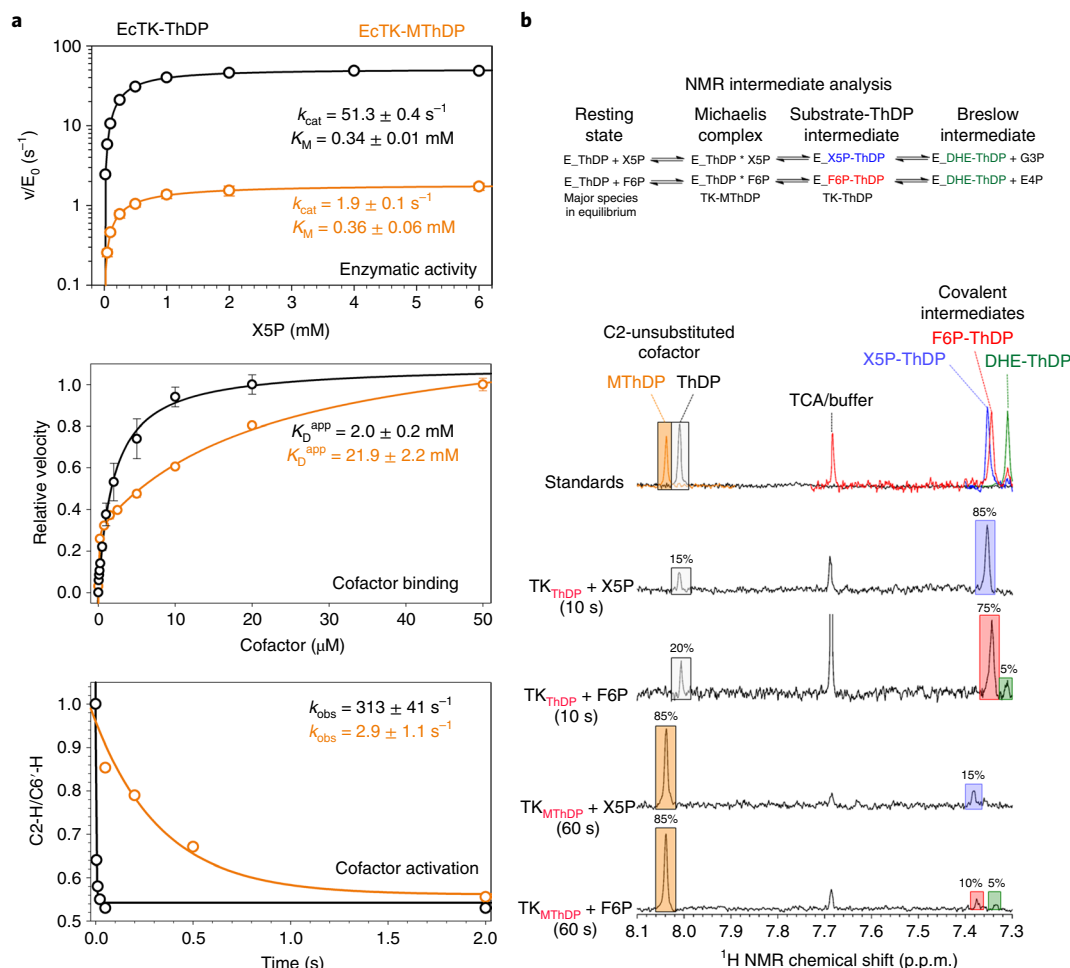 a
EcTK-ThDP EcTK-MThDP
100
10
1
0.1
v/E₀ (s⁻¹)
kcat = 51.3 ± 0.4 s⁻¹
KM = 0.34 ± 0.01 mM
kcat = 1.9 ± 0.1 s⁻¹
KM = 0.36 ± 0.06 mM
Enzymatic activity
0 1 2 3 4 5 6
X5P (mM)
1.0
0.8
0.6
0.4
0.2
0.0
Relative velocity
KD^app = 2.0 ± 0.2 mM
KD^app = 21.9 ± 2.2 mM
Cofactor binding
0 10 20 30 40 50
Cofactor (μM)
1.0
0.9
0.8
0.7
0.6
0.5
C2-H/C6′-H
kobs = 313 ± 41 s⁻¹
kobs = 2.9 ± 1.1 s⁻¹
Cofactor activation
0.0 0.5 1.0 1.5 2.0
Time (s)
b
NMR intermediate analysis
Resting state
Michaelis complex
Substrate-ThDP intermediate
Breslow intermediate
E_ThDP + X5P ⇌ E_ThDP * X5P ⇌ E_X5P-ThDP ⇌ E_DHE-ThDP + G3P
E_ThDP + F6P ⇌ E_ThDP * F6P ⇌ E_F6P-ThDP ⇌ E_DHE-ThDP + E4P
Major species in equilibrium
TK-MThDP
TK-ThDP
C2-unsubstituted
cofactor
MThDP ThDP
TCA/buffer
Covalent
intermediates
F6P-ThDP
X5P-ThDP
DHE-ThDP
Standards
15%
85%
TK_ThDP + X5P
(10 s)
20%
75%
5%
TK_ThDP + F6P
(10 s)
85%
15%
TK_MThDP + X5P
(60 s)
85%
10% 5%
TK_MThDP + F6P
(60 s)
8.1 8.0 7.9 7.8 7.7 7.6 7.5 7.4 7.3
¹H NMR chemical shift (p.p.m.)